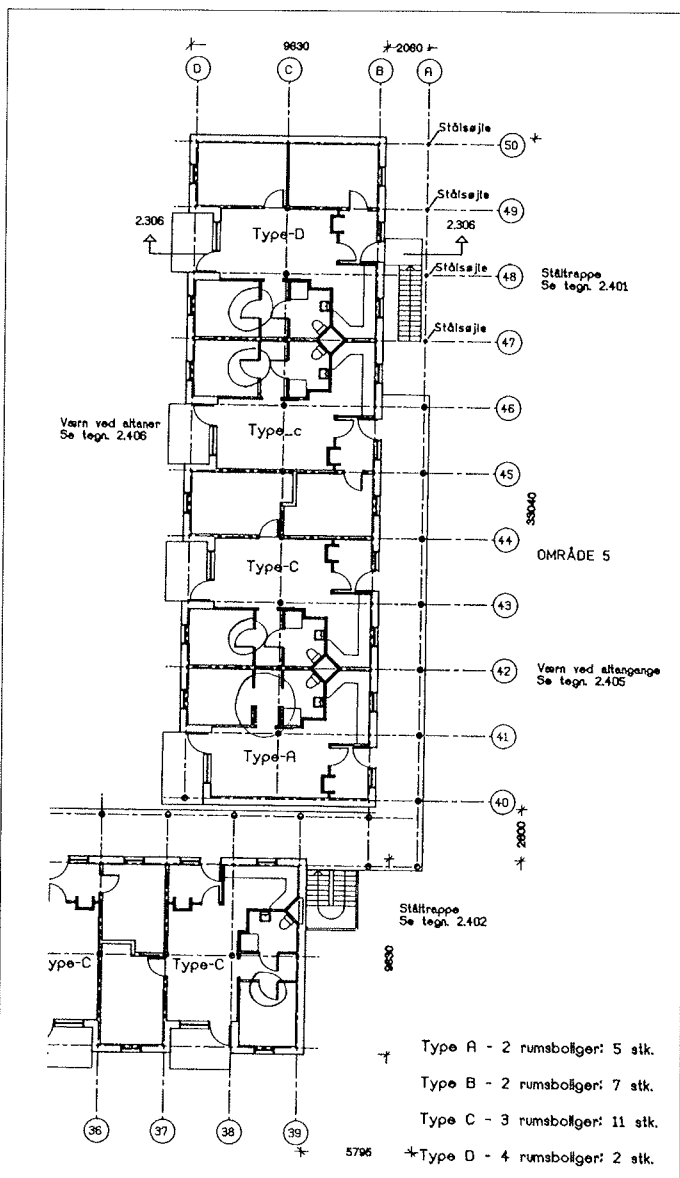 9630
2080
D
C
B
A
Stålsøjle
50
Stålsøjle
49
2.306
2.306
Type-D
Stålsøjle
48
Ståltrappe
Se tegn. 2.401
Stålsøjle
47
46
Værn ved altaner
Se tegn. 2.406
Type_c
45
33040
44
OMRÅDE 5
Type-C
43
42
Værn ved altangange
Se tegn. 2.405
41
Type-A
40
2600
Ståltrappe
Se tegn. 2.402
ype-C
Type-C
9630
Type A - 2 rumsboliger: 5 stk.
Type B - 2 rumsboliger: 7 stk.
Type C - 3 rumsboliger: 11 stk.
Type D - 4 rumsboliger: 2 stk.
36
37
38
39
5795